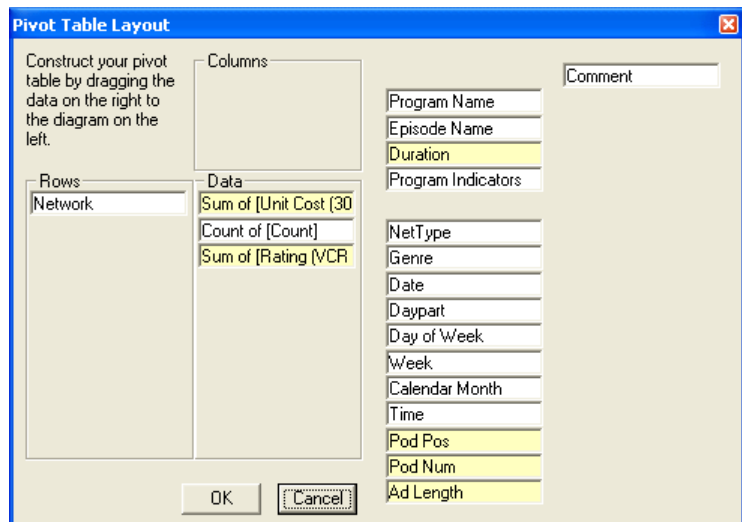 Pivot Table Layout
Construct your pivot
table by dragging the
data on the right to
the diagram on the
left.
Columns
Rows
Network
Data
Sum of [Unit Cost (30
Count of [Count]
Sum of [Rating (VCR
Program Name
Episode Name
Duration
Program Indicators
NetType
Genre
Date
Daypart
Day of Week
Week
Calendar Month
Time
Pod Pos
Pod Num
Ad Length
Comment
OK
Cancel